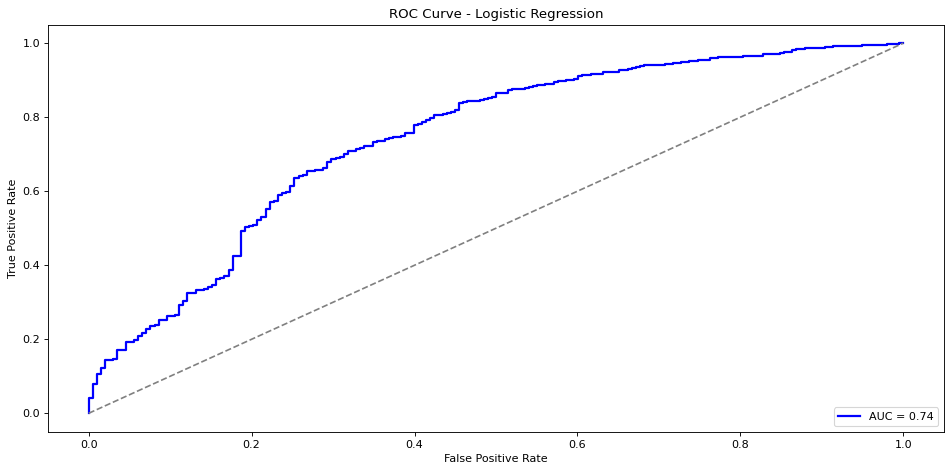 ROC Curve - Logistic Regression
1.0
0.8
0.6
0.4
0.2
0.0
True Positive Rate
0.0 0.2 0.4 0.6 0.8 1.0
False Positive Rate
AUC = 0.74